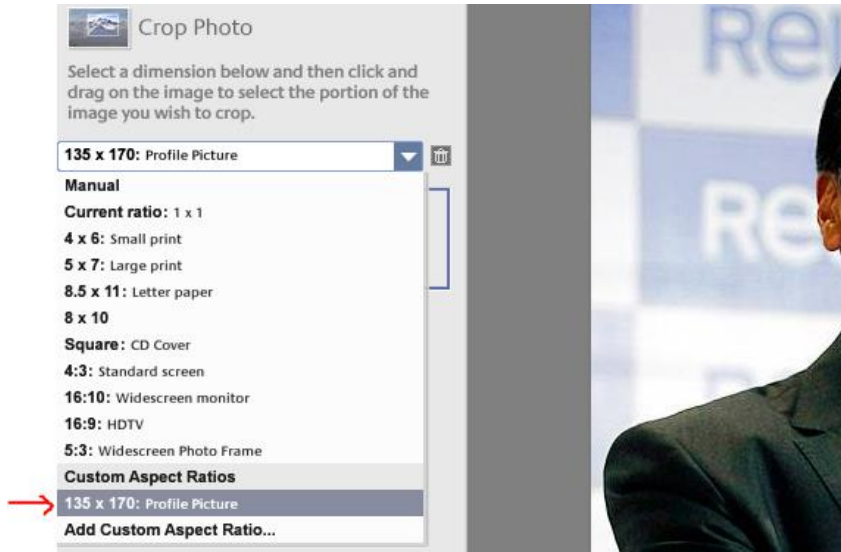 Crop Photo
Select a dimension below and then click and
drag on the image to select the portion of the
image you wish to crop.
135 x 170: Profile Picture
Manual
Current ratio: 1 x 1
4 x 6: Small print
5 x 7: Large print
8.5 x 11: Letter paper
8 x 10
Square: CD Cover
4:3: Standard screen
16:10: Widescreen monitor
16:9: HDTV
5:3: Widescreen Photo Frame
Custom Aspect Ratios
135 x 170: Profile Picture
Add Custom Aspect Ratio...